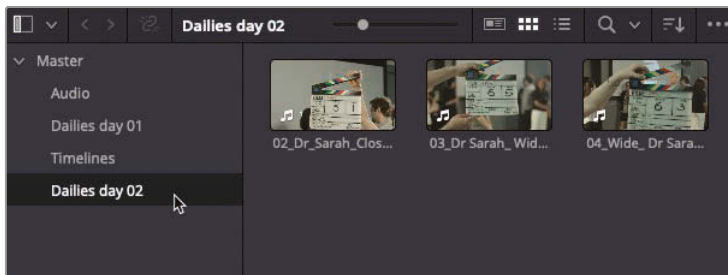 Dailies day 02
Master
Audio
Dailies day 01
Timelines
Dailies day 02
02_Dr_Sarah_Clos...
03_Dr Sarah_ Wid...
04_Wide_ Dr Sara...